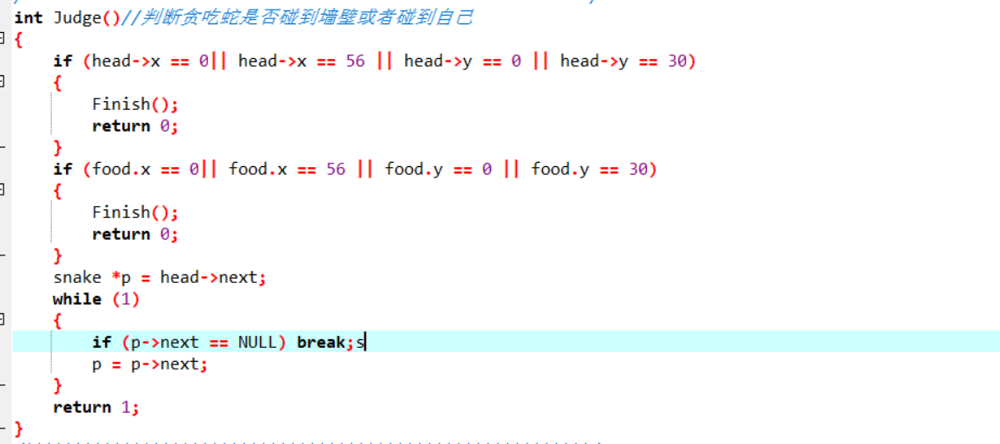 int Judge()//判断贪吃蛇是否碰到墙壁或者碰到自己
{
if (head->x == 0|| head->x == 56 || head->y == 0 || head->y == 30)
{
Finish();
return 0;
}
if (food.x == 0|| food.x == 56 || food.y == 0 || food.y == 30)
{
Finish();
return 0;
}
snake *p = head->next;
while (1)
{
if (p->next == NULL) break;s
p = p->next;
}
return 1;
}